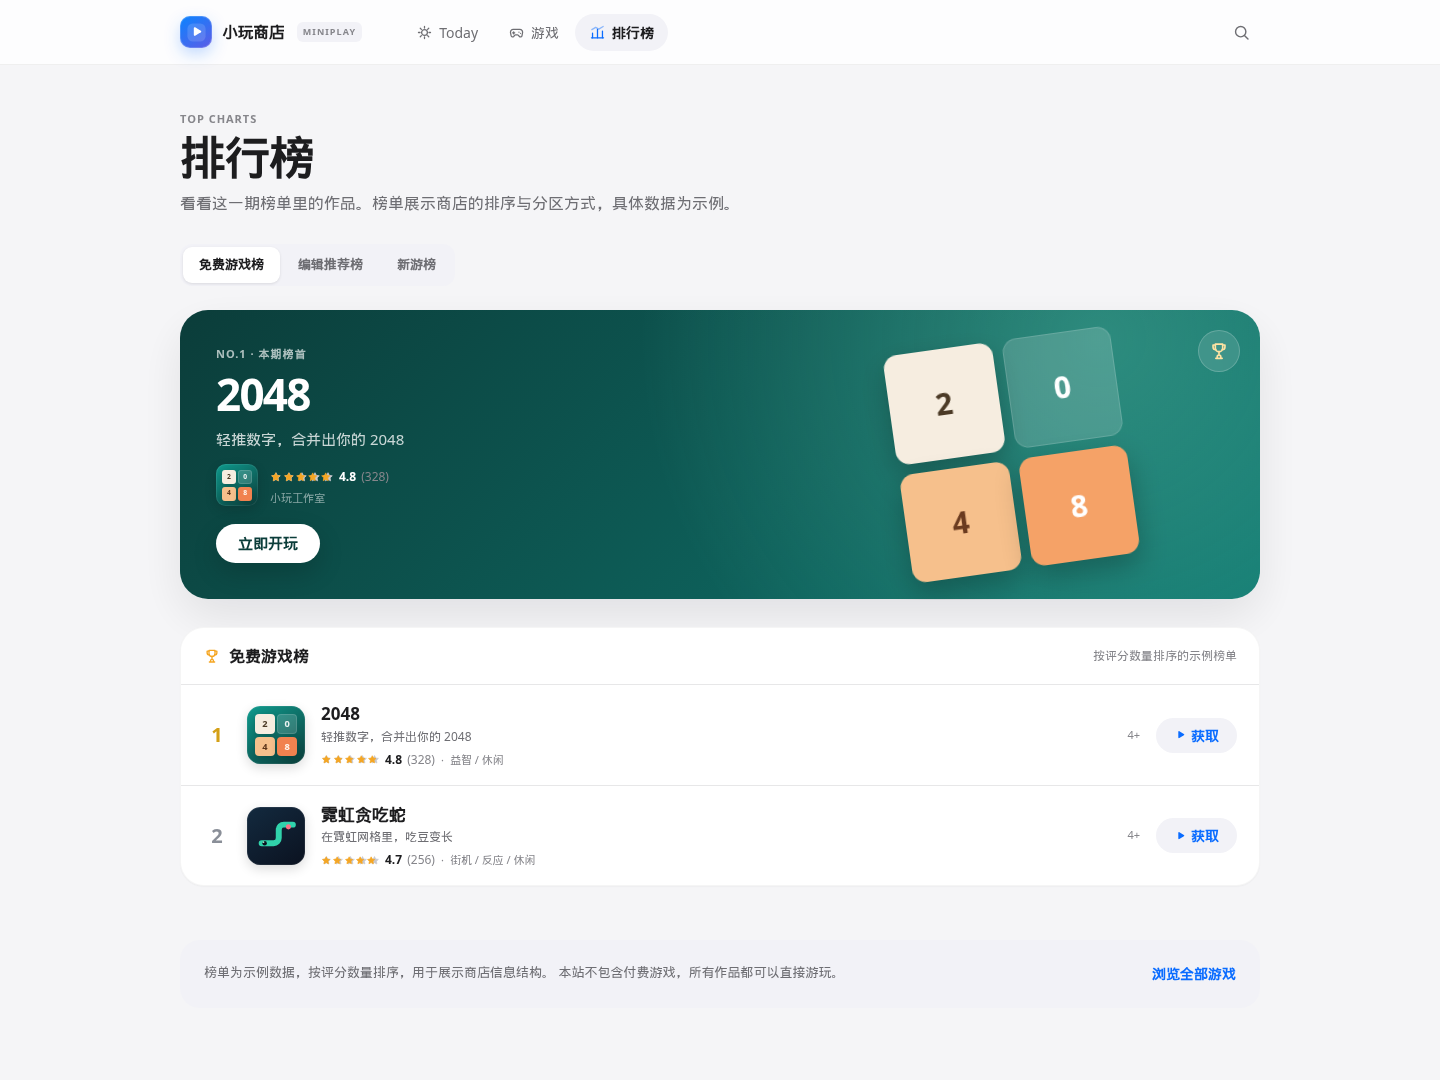 小玩商店
MINIPLAY
Today
游戏
排行榜
TOP CHARTS
排行榜
看看这一期榜单里的作品。榜单展示商店的排序与分区方式，具体数据为示例。
免费游戏榜
编辑推荐榜
新游榜
NO.1 · 本期榜首
2048
轻推数字，合并出你的 2048
2 0
4 8
4.8 (328)
小玩工作室
立即开玩
2 0
4 8
免费游戏榜
按评分数量排序的示例榜单
1
2 0
4 8
2048
轻推数字，合并出你的 2048
4.8 (328) · 益智 / 休闲
4+
获取
2
霓虹贪吃蛇
在霓虹网格里，吃豆变长
4.7 (256) · 街机 / 反应 / 休闲
4+
获取
榜单为示例数据，按评分数量排序，用于展示商店信息结构。 本站不包含付费游戏，所有作品都可以直接游玩。
浏览全部游戏